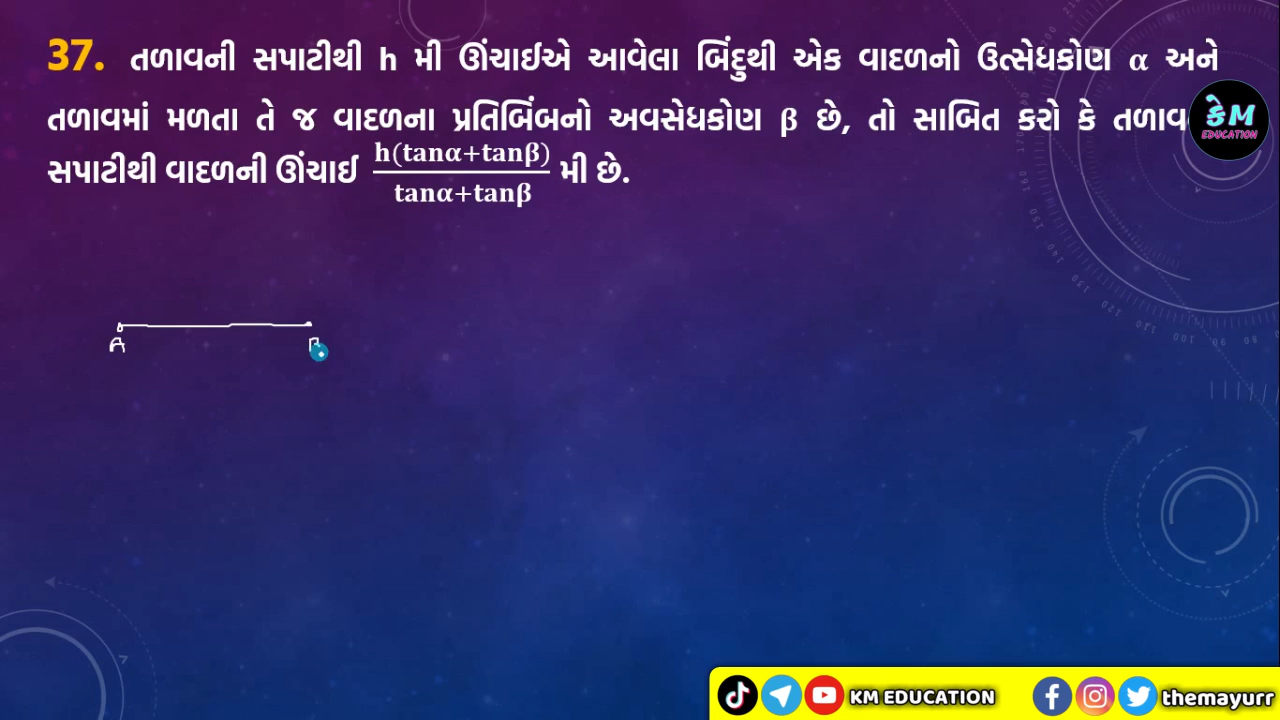 37. તળાવની સપાટીથી h મી ઊંચાઈએ આવેલા બિંદુથી એક વાદળનો ઉત્સેધકોણ α અને
તળાવમાં મળતા તે જ વાદળના પ્રતિબિંબનો અવસેધકોણ β છે, તો સાબિત કરો કે
સપાટીથી વાદળની ઊંચાઈ h(tanα+tanβ)/tanα+tanβ મી છે.
કેM
EDUCATION
A
KM EDUCATION
themayurr